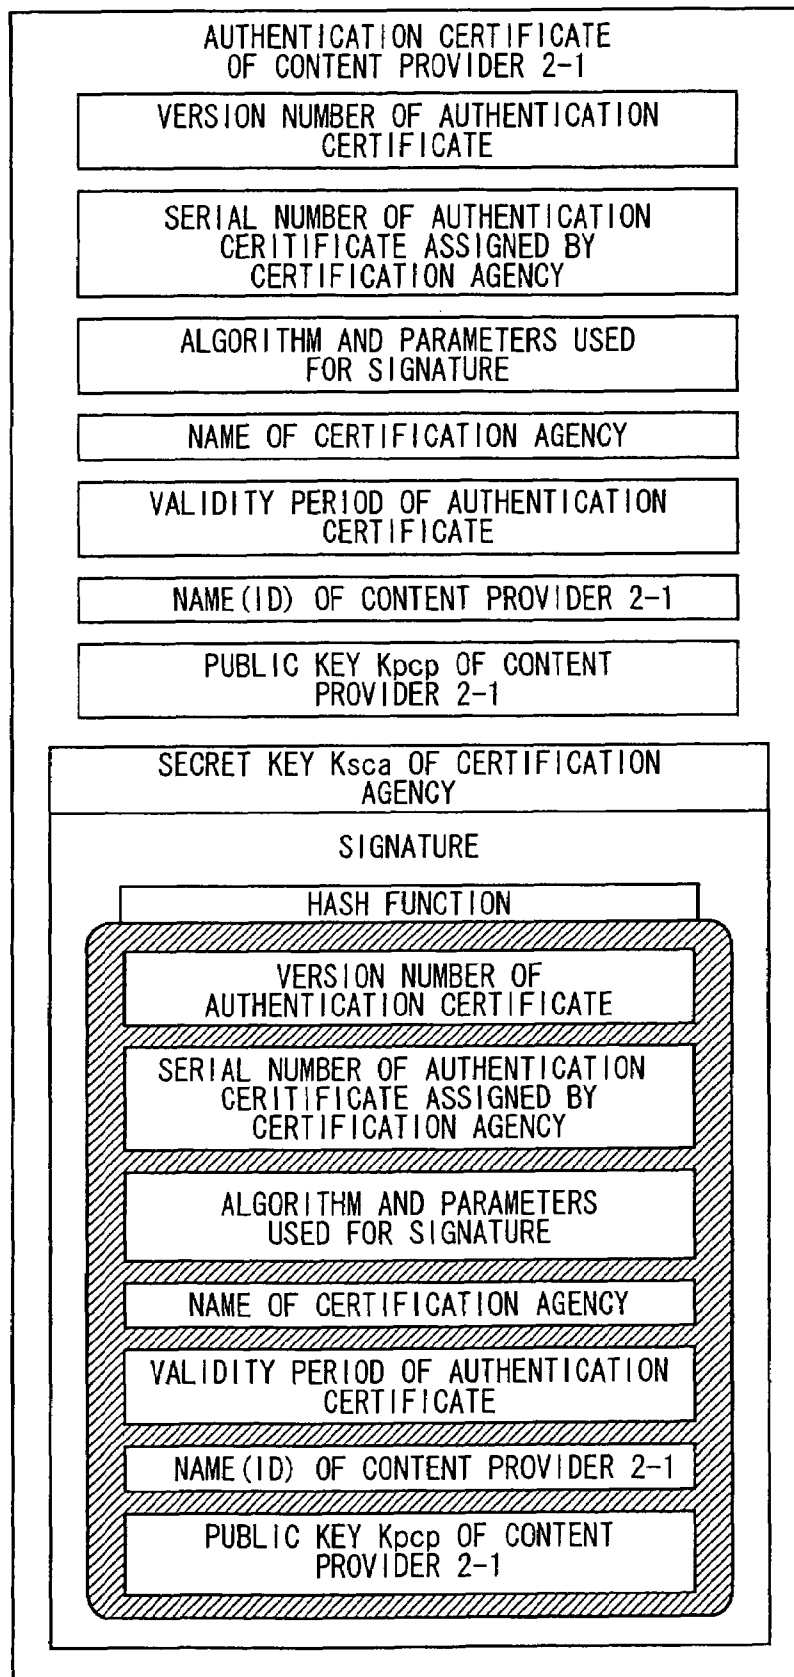 AUTHENTICATION CERTIFICATE
OF CONTENT PROVIDER 2-1
VERSION NUMBER OF AUTHENTICATION
CERTIFICATE
SERIAL NUMBER OF AUTHENTICATION
CERITIFICATE ASSIGNED BY
CERTIFICATION AGENCY
ALGORITHM AND PARAMETERS USED
FOR SIGNATURE
NAME OF CERTIFICATION AGENCY
VALIDITY PERIOD OF AUTHENTICATION
CERTIFICATE
NAME(ID) OF CONTENT PROVIDER 2-1
PUBLIC KEY Kpcp OF CONTENT
PROVIDER 2-1
SECRET KEY Ksca OF CERTIFICATION
AGENCY
SIGNATURE
HASH FUNCTION
VERSION NUMBER OF
AUTHENTICATION CERTIFICATE
SERIAL NUMBER OF AUTHENTICATION
CERITIFICATE ASSIGNED BY
CERTIFICATION AGENCY
ALGORITHM AND PARAMETERS
USED FOR SIGNATURE
NAME OF CERTIFICATION AGENCY
VALIDITY PERIOD OF AUTHENTICATION
CERTIFICATE
NAME(ID) OF CONTENT PROVIDER 2-1
PUBLIC KEY Kpcp OF CONTENT
PROVIDER 2-1